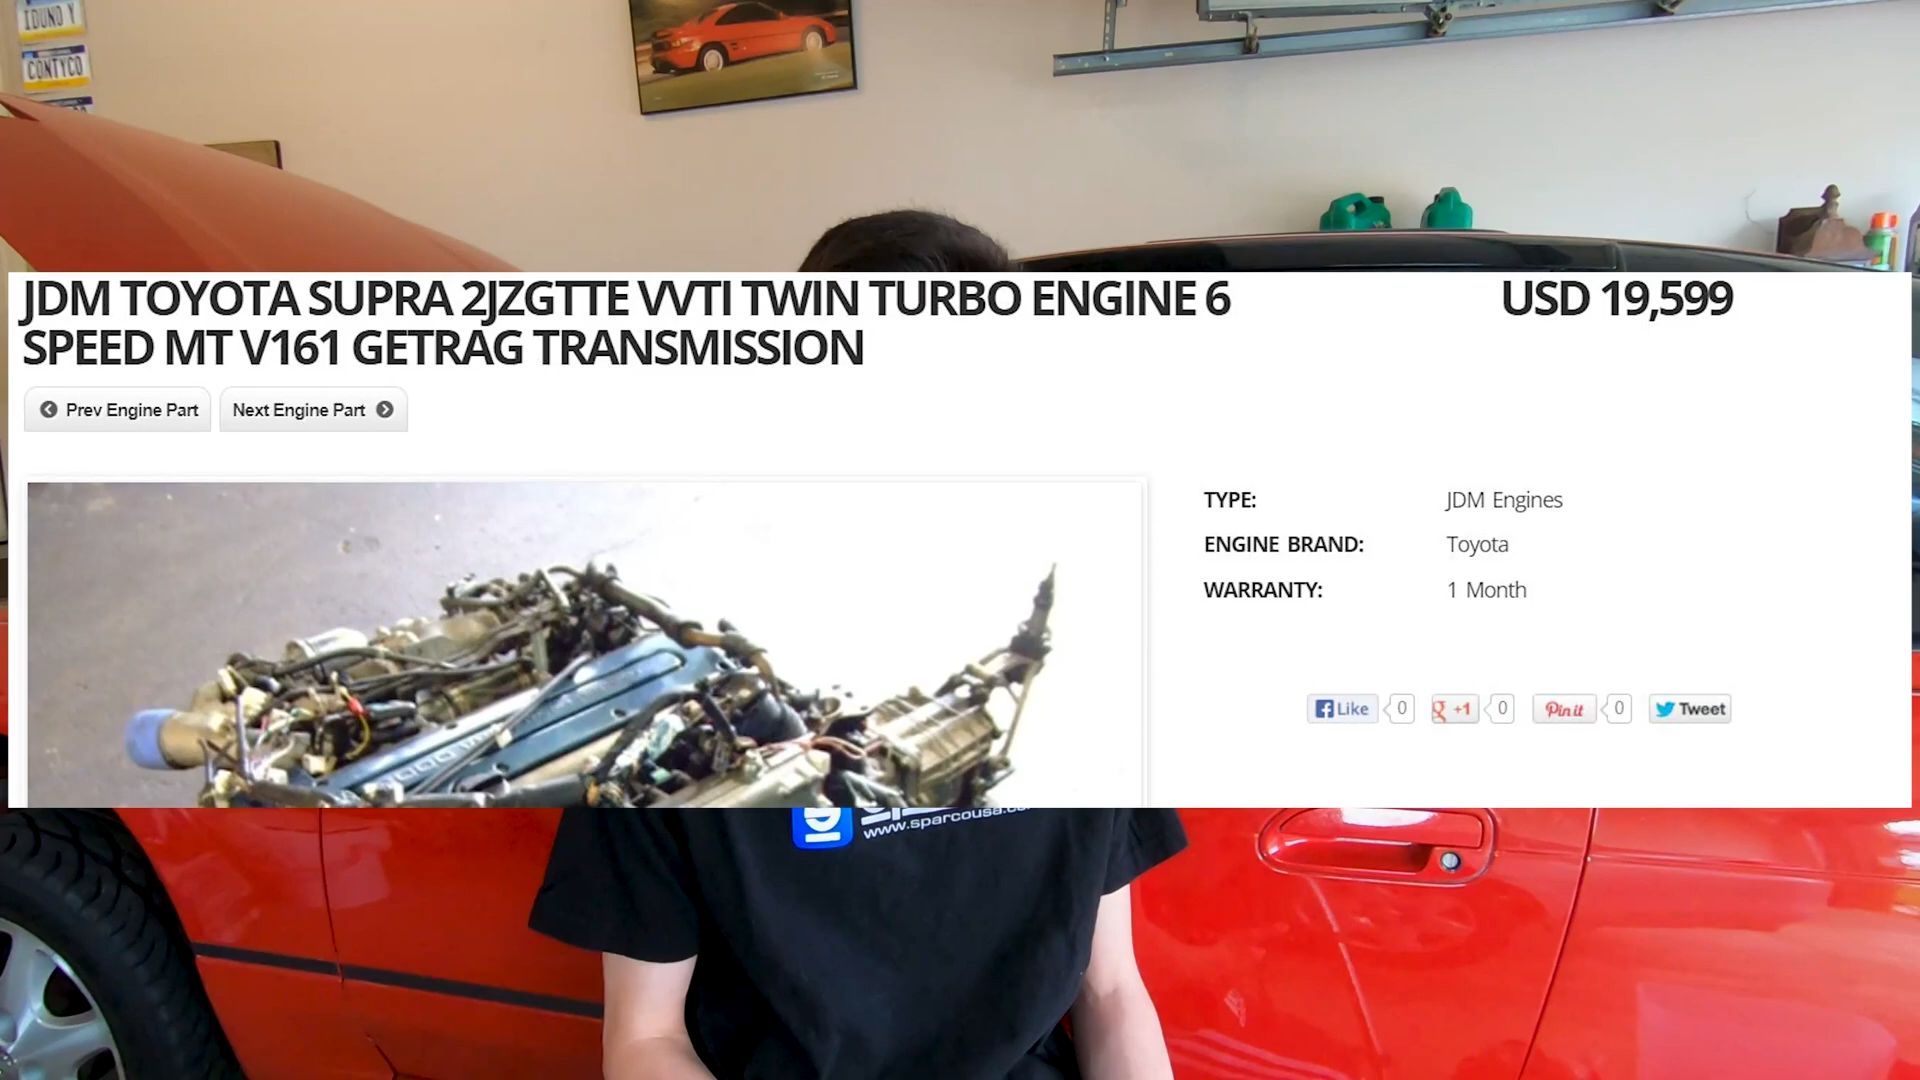 IDUNO Y
CONTYCO
JDM TOYOTA SUPRA 2JZGTTE VVTI TWIN TURBO ENGINE 6
SPEED MT V161 GETRAG TRANSMISSION
USD 19,599
Prev Engine Part
Next Engine Part
TYPE: JDM Engines
ENGINE BRAND: Toyota
WARRANTY: 1 Month
Like 0
g +1 0
Pin it 0
Tweet
www.sparcousa.co